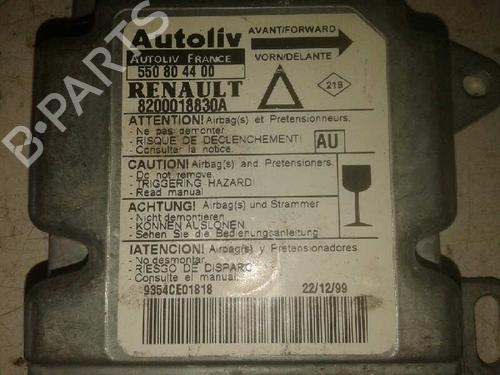 Autoliv
AUTOLIV FRANCE
550 80 44 00
RENAULT
8200018830A
AVANT/FORWARD
VORN/DELANTE
219
ATTENTION! Airbag(s) et Pretensionneurs.
- Ne pas demonter.
- RISQUE DE DECLENCHEMENT!
- Consulter la notice.
AU
CAUTION! Airbag(s) and Pretensioners.
- Do not remove.
- TRIGGERING HAZARD!
- Read manual
ACHTUNG! Airbag(s) und Strammer
- Nicht demontieren
- KONNEN AUSLOSEN
- Sehen Sie die Bedienungsanleitung
!ATENCION! Airbag(s) y Pretensionadores.
- No desmontar.
- RIESGO DE DISPARO
- Consulte el manual.
9354CE01818
22/12/99
B-PARTS